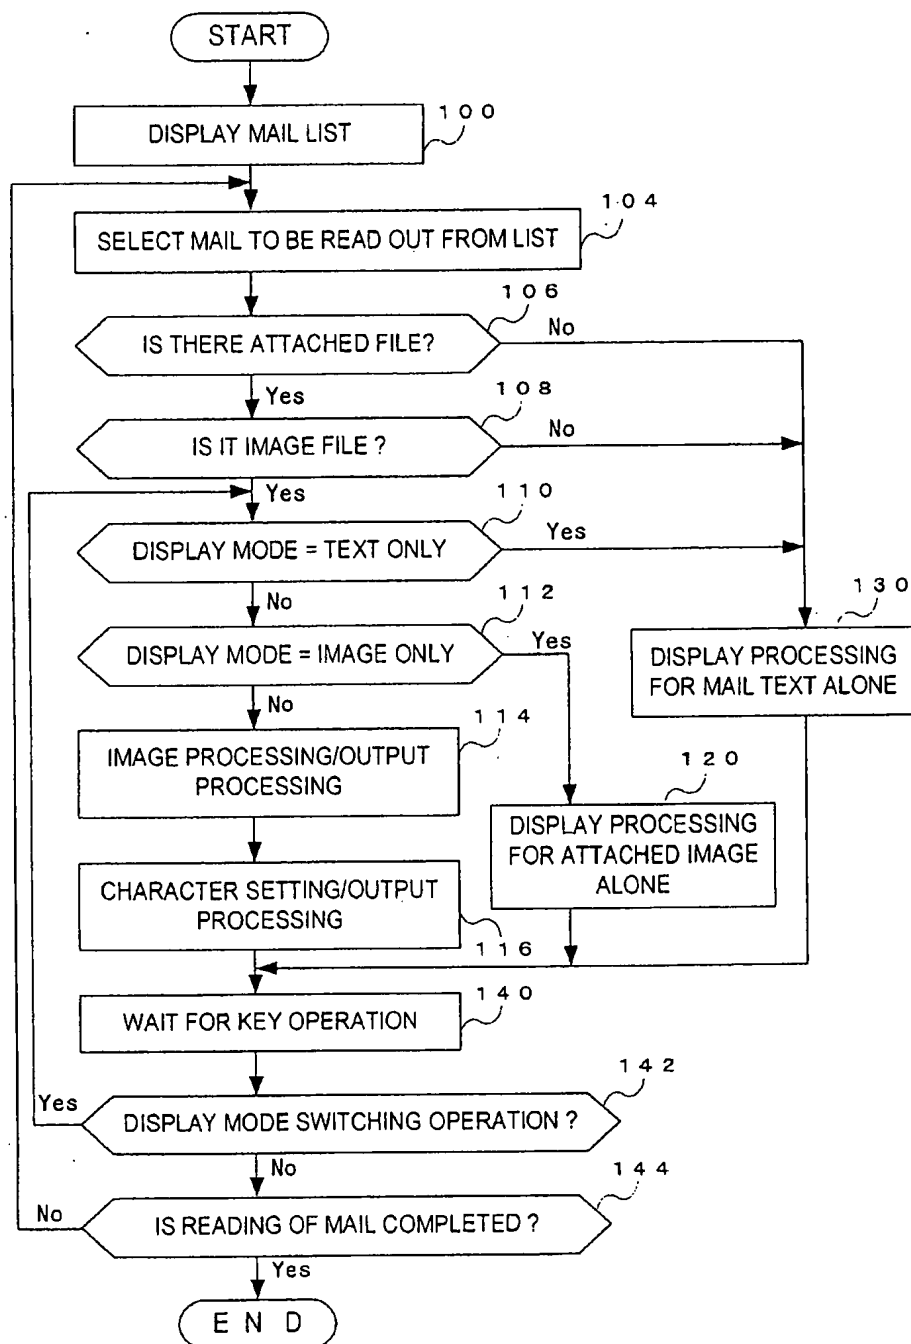 START
100
DISPLAY MAIL LIST
104
SELECT MAIL TO BE READ OUT FROM LIST
106
IS THERE ATTACHED FILE?
No
Yes
108
IS IT IMAGE FILE ?
No
Yes
110
DISPLAY MODE = TEXT ONLY
Yes
No
112
DISPLAY MODE = IMAGE ONLY
Yes
130
DISPLAY PROCESSING
FOR MAIL TEXT ALONE
No
114
IMAGE PROCESSING/OUTPUT
PROCESSING
120
DISPLAY PROCESSING
FOR ATTACHED IMAGE
ALONE
CHARACTER SETTING/OUTPUT
PROCESSING
116
140
WAIT FOR KEY OPERATION
142
Yes
DISPLAY MODE SWITCHING OPERATION ?
No
144
No
IS READING OF MAIL COMPLETED ?
Yes
END